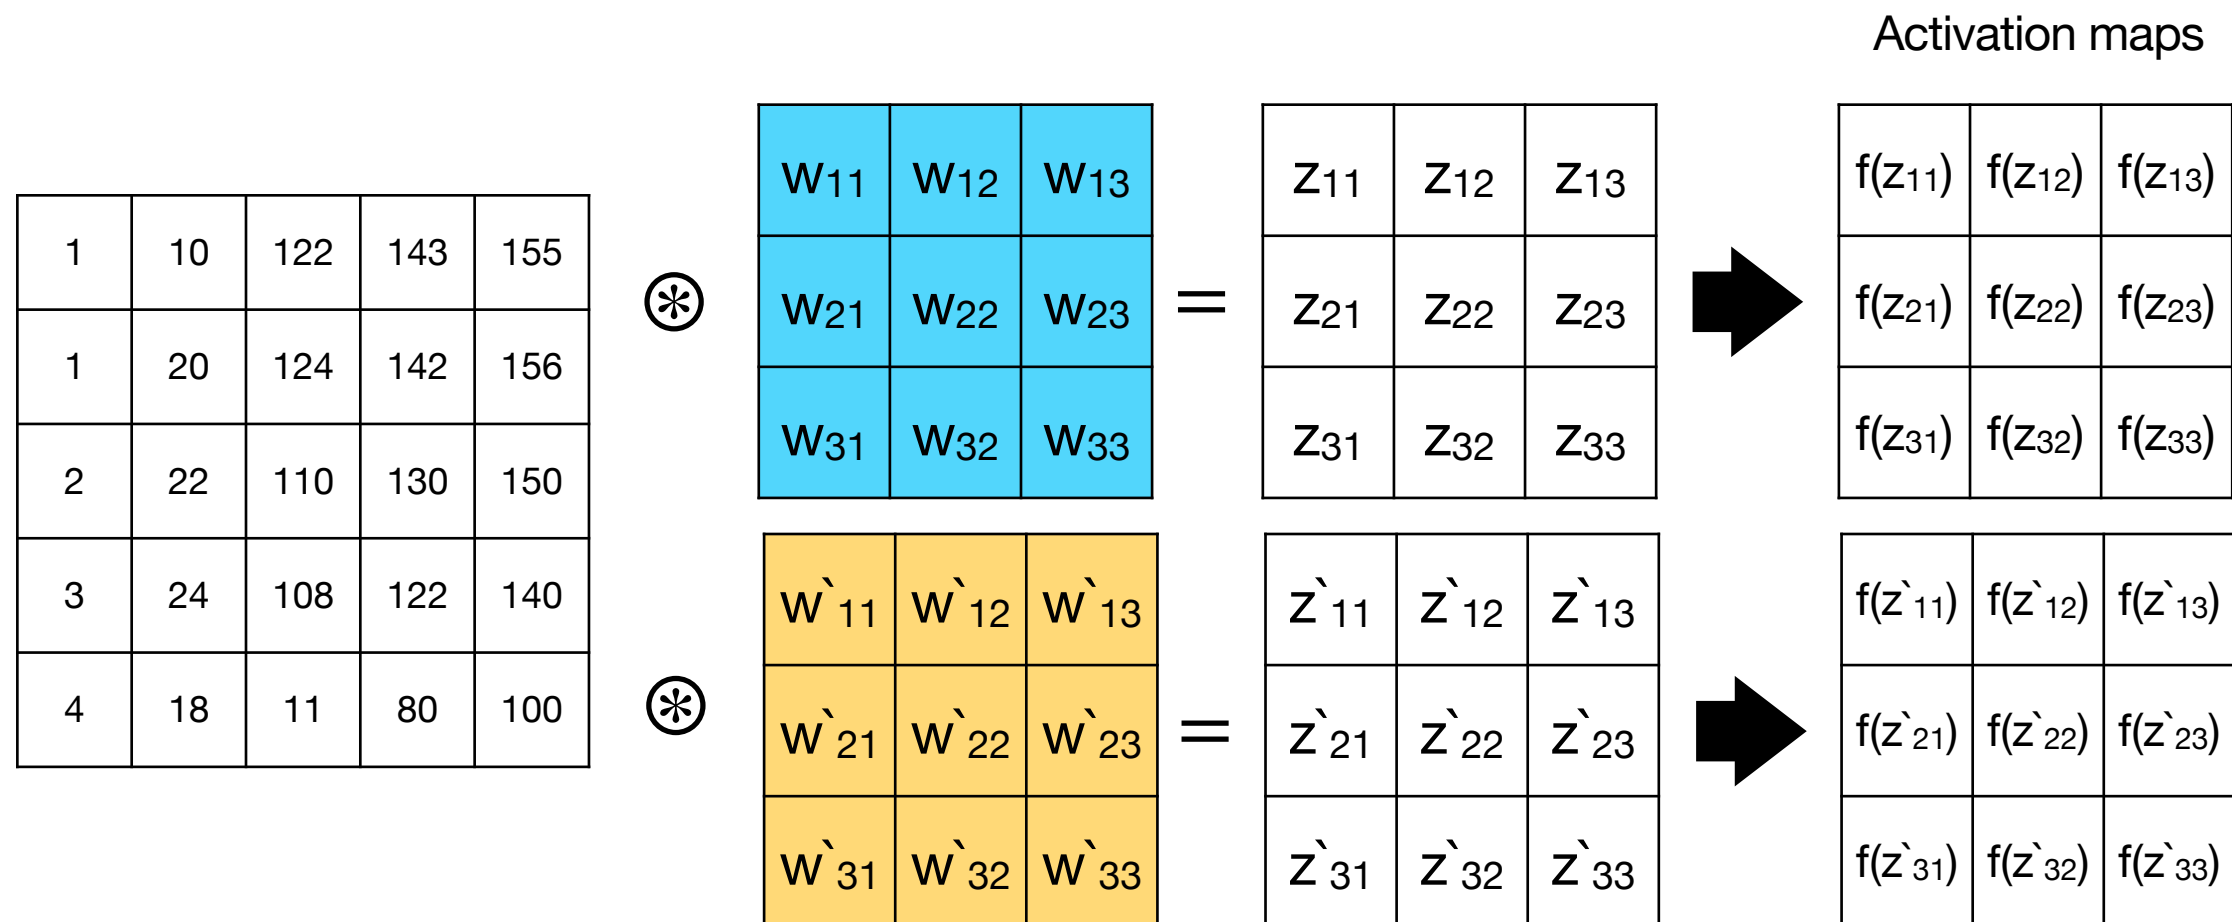 Activation maps
1 10 122 143 155
1 20 124 142 156
2 22 110 130 150
3 24 108 122 140
4 18 11 80 100
⊛
w11 w12 w13
w21 w22 w23
w31 w32 w33
=
z11 z12 z13
z21 z22 z23
z31 z32 z33
f(z11) f(z12) f(z13)
f(z21) f(z22) f(z23)
f(z31) f(z32) f(z33)
⊛
w`11 w`12 w`13
w`21 w`22 w`23
w`31 w`32 w`33
=
z`11 z`12 z`13
z`21 z`22 z`23
z`31 z`32 z`33
f(z`11) f(z`12) f(z`13)
f(z`21) f(z`22) f(z`23)
f(z`31) f(z`32) f(z`33)